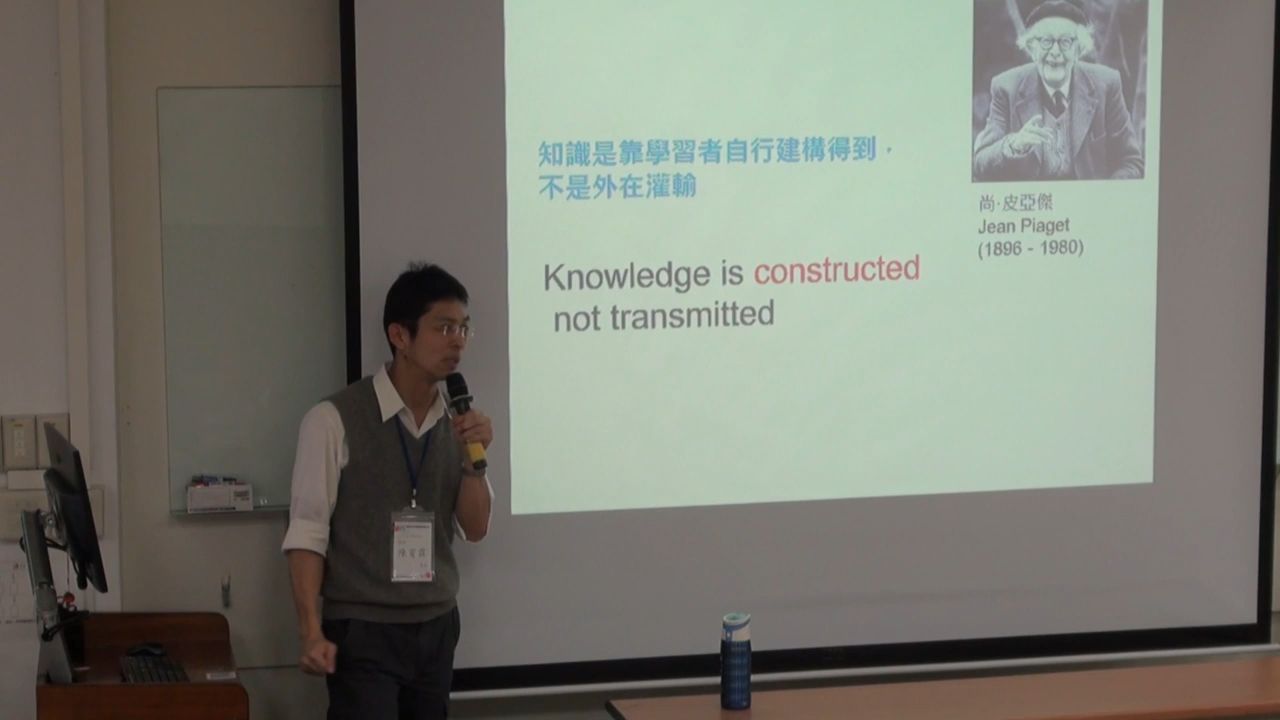 知識是靠學習者自行建構得到，
不是外在灌輸
Knowledge is constructed
not transmitted
尚·皮亞傑
Jean Piaget
(1896 - 1980)